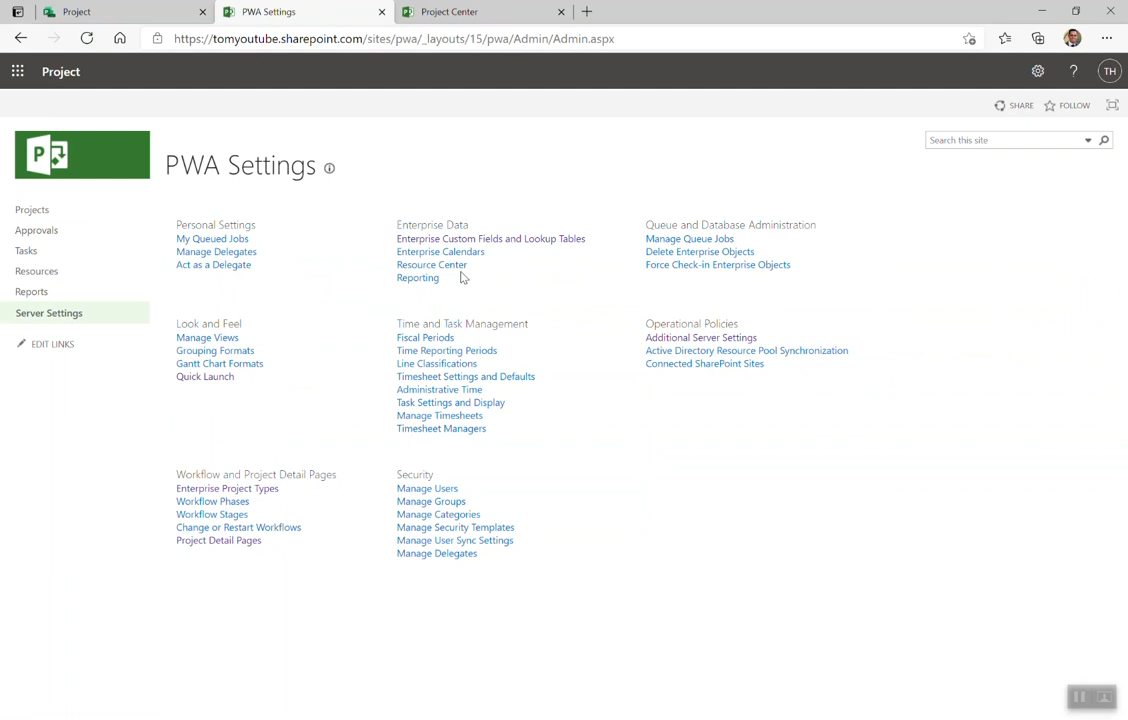 Project
PWA Settings
Project Center
https://tomyoutube.sharepoint.com/sites/pwa/_layouts/15/pwa/Admin/Admin.aspx
Project
TH
SHARE
FOLLOW
P
PWA Settings
Search this site
Projects
Approvals
Tasks
Resources
Reports
Server Settings
EDIT LINKS
Personal Settings
My Queued Jobs
Manage Delegates
Act as a Delegate
Enterprise Data
Enterprise Custom Fields and Lookup Tables
Enterprise Calendars
Resource Center
Reporting
Queue and Database Administration
Manage Queue Jobs
Delete Enterprise Objects
Force Check-in Enterprise Objects
Look and Feel
Manage Views
Grouping Formats
Gantt Chart Formats
Quick Launch
Time and Task Management
Fiscal Periods
Time Reporting Periods
Line Classifications
Timesheet Settings and Defaults
Administrative Time
Task Settings and Display
Manage Timesheets
Timesheet Managers
Operational Policies
Additional Server Settings
Active Directory Resource Pool Synchronization
Connected SharePoint Sites
Workflow and Project Detail Pages
Enterprise Project Types
Workflow Phases
Workflow Stages
Change or Restart Workflows
Project Detail Pages
Security
Manage Users
Manage Groups
Manage Categories
Manage Security Templates
Manage User Sync Settings
Manage Delegates